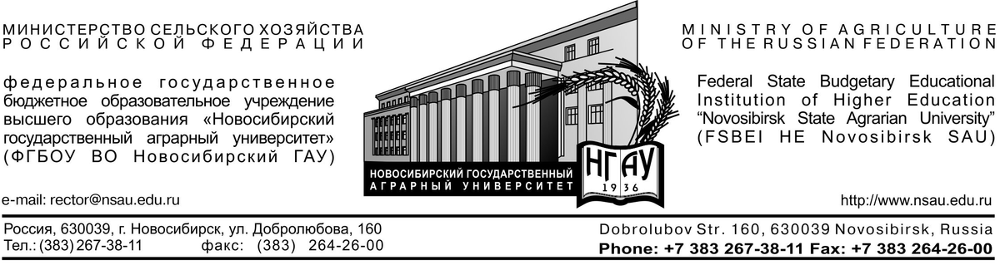 МИНИСТЕРСТВО СЕЛЬСКОГО ХОЗЯЙСТВА
РОССИЙСКОЙ ФЕДЕРАЦИИ
федеральное государственное
бюджетное образовательное учреждение
высшего образования «Новосибирский
государственный аграрный университет»
(ФГБОУ ВО Новосибирский ГАУ)
e-mail: rector@nsau.edu.ru
НОВОСИБИРСКИЙ ГОСУДАРСТВЕННЫЙ
АГРАРНЫЙ УНИВЕРСИТЕТ
НГАУ
1936
MINISTRY OF AGRICULTURE
OF THE RUSSIAN FEDERATION
Federal State Budgetary Educational
Institution of Higher Education
“Novosibirsk State Agrarian University”
(FSBEI HE Novosibirsk SAU)
http://www.nsau.edu.ru
Россия, 630039, г. Новосибирск, ул. Добролюбова, 160
Тел.: (383) 267-38-11 факс: (383) 264-26-00
Dobrolubov Str. 160, 630039 Novosibirsk, Russia
Phone: +7 383 267-38-11 Fax: +7 383 264-26-00